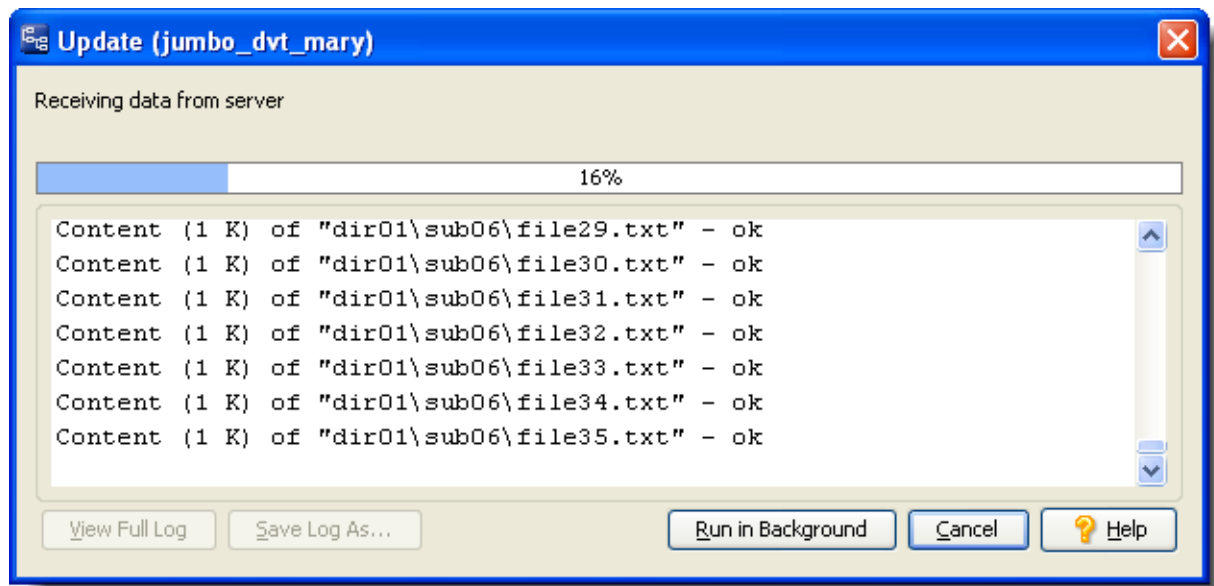 Update (jumbo_dvt_mary)
Receiving data from server
16%
Content (1 K) of "dir01\sub06\file29.txt" - ok
Content (1 K) of "dir01\sub06\file30.txt" - ok
Content (1 K) of "dir01\sub06\file31.txt" - ok
Content (1 K) of "dir01\sub06\file32.txt" - ok
Content (1 K) of "dir01\sub06\file33.txt" - ok
Content (1 K) of "dir01\sub06\file34.txt" - ok
Content (1 K) of "dir01\sub06\file35.txt" - ok
View Full Log Save Log As... Run in Background Cancel Help